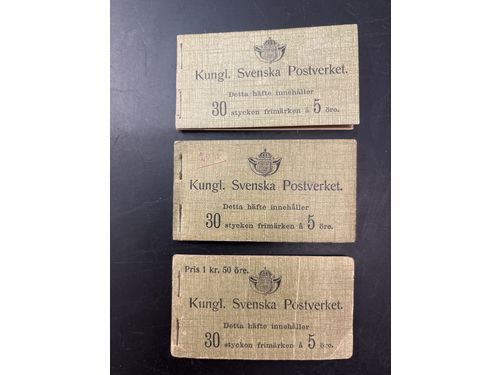 Kungl. Svenska Postverket.
Detta häfte innehåller
30 stycken frimärken à 5 öre.
Kungl. Svenska Postverket.
Detta häfte innehåller
30 stycken frimärken à 5 öre.
Pris 1 kr. 50 öre.
Kungl. Svenska Postverket.
Detta häfte innehåller
30 stycken frimärken à 5 öre.